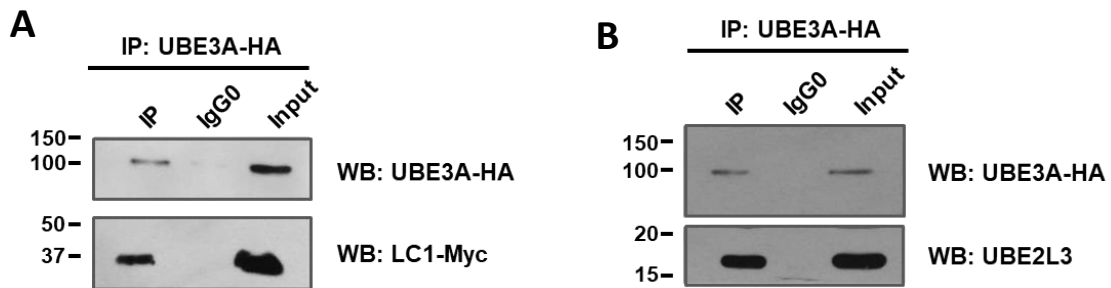 A
IP: UBE3A-HA
IP IgG0 Input
150
100
WB: UBE3A-HA
50
37
WB: LC1-Myc
B
IP: UBE3A-HA
IP IgG0 Input
150
100
WB: UBE3A-HA
20
15
WB: UBE2L3